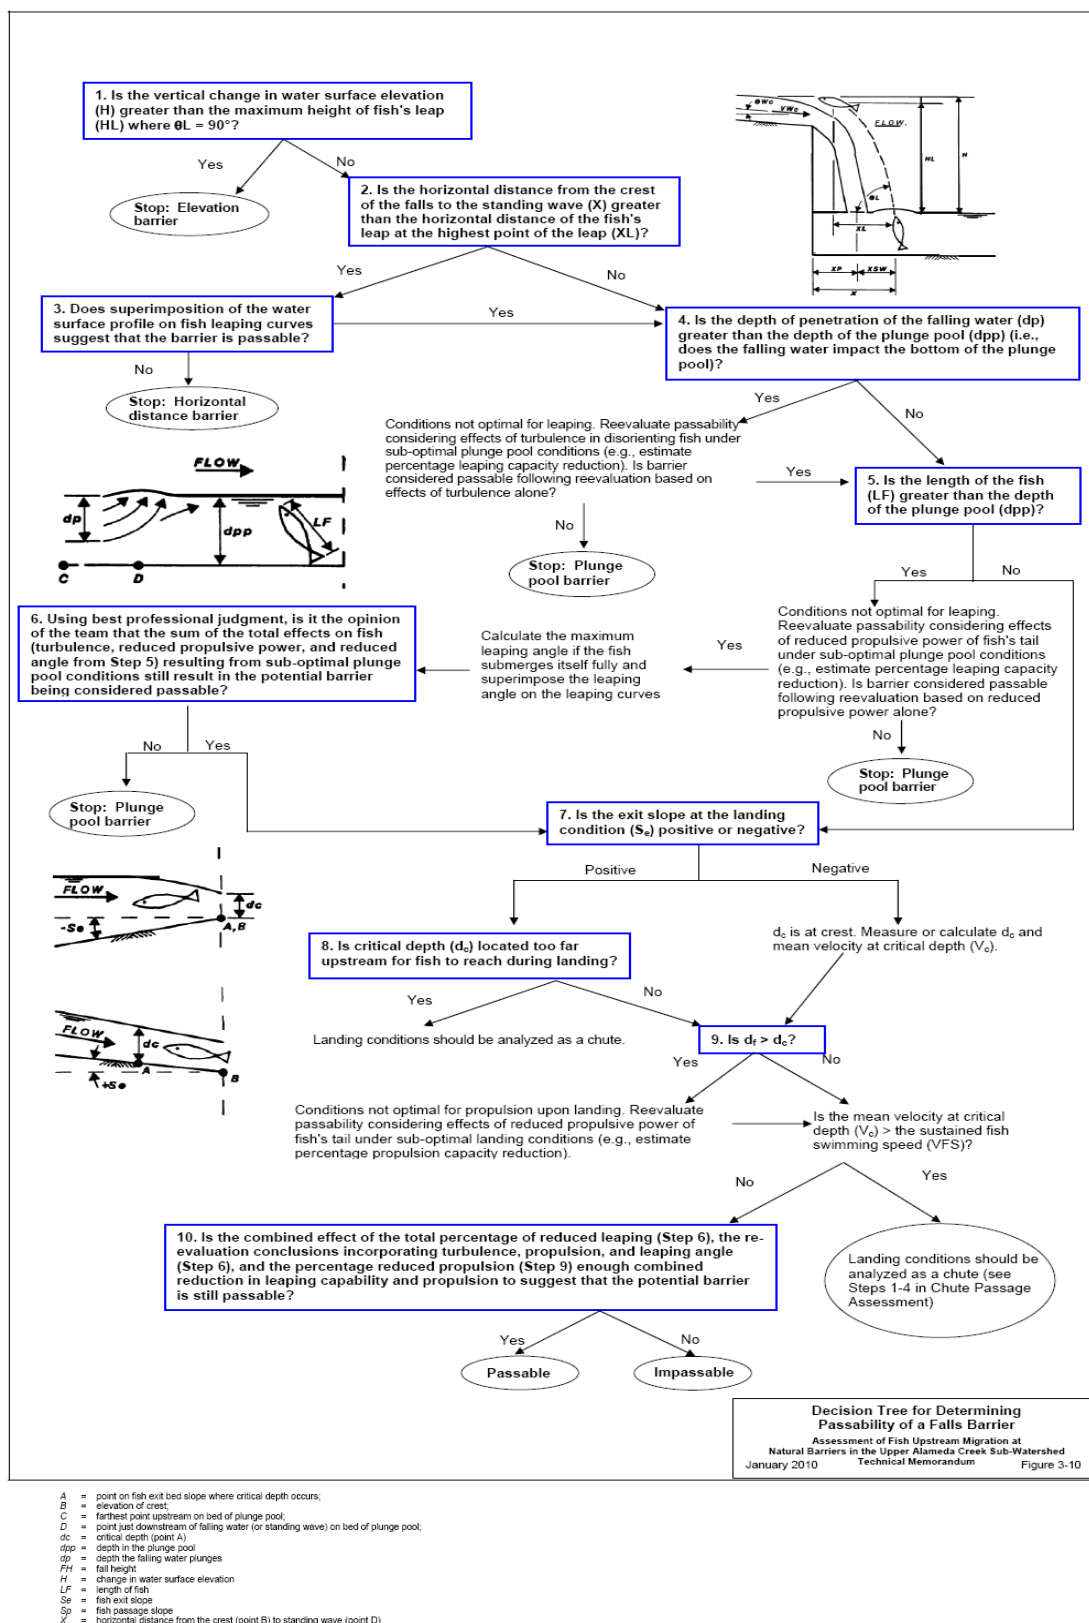 1. Is the vertical change in water surface elevation
(H) greater than the maximum height of fish's leap
(HL) where θL = 90°?
Yes
No
Stop: Elevation
barrier
2. Is the horizontal distance from the crest
of the falls to the standing wave (X) greater
than the horizontal distance of the fish's
leap at the highest point of the leap (XL)?
θWc
VWc
FLOW.
HL
H
θL
XL
XP
XSW
X
Yes
No
3. Does superimposition of the water
surface profile on fish leaping curves
suggest that the barrier is passable?
Yes
No
Stop: Horizontal
distance barrier
4. Is the depth of penetration of the falling water (dp)
greater than the depth of the plunge pool (dpp) (i.e.,
does the falling water impact the bottom of the plunge
pool)?
Yes
No
Conditions not optimal for leaping. Reevaluate passability
considering effects of turbulence in disorienting fish under
sub-optimal plunge pool conditions (e.g., estimate
percentage leaping capacity reduction). Is barrier
considered passable following reevaluation based on
effects of turbulence alone?
Yes
No
Stop: Plunge
pool barrier
5. Is the length of the fish
(LF) greater than the depth
of the plunge pool (dpp)?
Yes
No
FLOW
dp
dpp
LF
C
D
Conditions not optimal for leaping.
Reevaluate passability considering effects
of reduced propulsive power of fish's tail
under sub-optimal plunge pool conditions
(e.g., estimate percentage leaping capacity
reduction). Is barrier considered passable
following reevaluation based on reduced
propulsive power alone?
Yes
No
Stop: Plunge
pool barrier
Calculate the maximum
leaping angle if the fish
submerges itself fully and
superimpose the leaping
angle on the leaping curves
6. Using best professional judgment, is it the opinion
of the team that the sum of the total effects on fish
(turbulence, reduced propulsive power, and reduced
angle from Step 5) resulting from sub-optimal plunge
pool conditions still result in the potential barrier
being considered passable?
No
Yes
Stop: Plunge
pool barrier
7. Is the exit slope at the landing
condition (Se) positive or negative?
Positive
Negative
FLOW
dc
-Se
A,B
FLOW
dc
A
B
+Se
8. Is critical depth (dc) located too far
upstream for fish to reach during landing?
Yes
No
Landing conditions should be analyzed as a chute.
dc is at crest. Measure or calculate dc and
mean velocity at critical depth (Vc).
9. Is df > dc?
Yes
No
Conditions not optimal for propulsion upon landing. Reevaluate
passability considering effects of reduced propulsive power of
fish's tail under sub-optimal landing conditions (e.g., estimate
percentage propulsion capacity reduction).
Is the mean velocity at critical
depth (Vc) > the sustained fish
swimming speed (VFS)?
No
Yes
10. Is the combined effect of the total percentage of reduced leaping (Step 6), the re-
evaluation conclusions incorporating turbulence, propulsion, and leaping angle
(Step 6), and the percentage reduced propulsion (Step 9) enough combined
reduction in leaping capability and propulsion to suggest that the potential barrier
is still passable?
Landing conditions should be
analyzed as a chute (see
Steps 1-4 in Chute Passage
Assessment)
Yes
No
Passable
Impassable
Decision Tree for Determining
Passability of a Falls Barrier
Assessment of Fish Upstream Migration at
Natural Barriers in the Upper Alameda Creek Sub-Watershed
Technical Memorandum
January 2010
Figure 3-10
A = point on fish exit bed slope where critical depth occurs;
B = elevation of crest;
C = farthest point upstream on bed of plunge pool;
D = point just downstream of falling water (or standing wave) on bed of plunge pool;
dc = critical depth (point A)
dpp = depth in the plunge pool
dp = depth the falling water plunges
FH = fall height
H = change in water surface elevation
LF = length of fish
Se = fish exit slope
Sp = fish passage slope
X = horizontal distance from the crest (point B) to standing wave (point D)